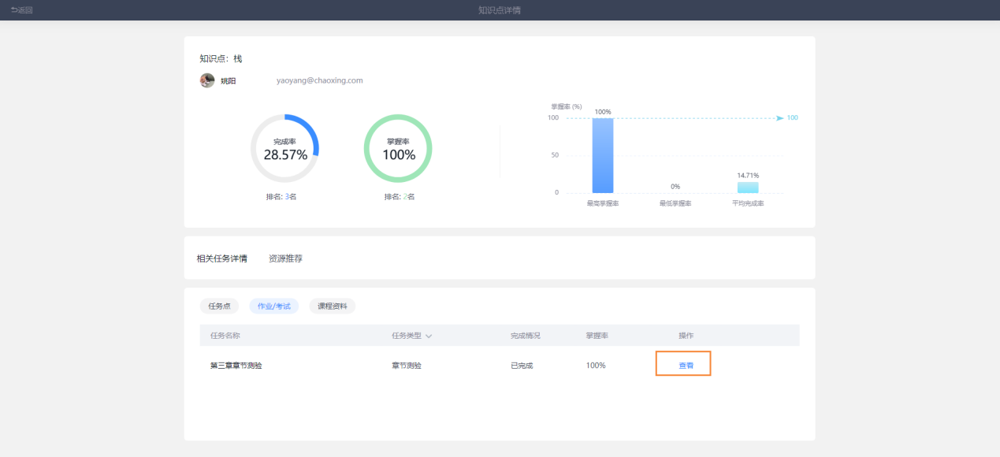 返回
知识点详情
知识点：栈
姚阳 yaoyang@chaoxing.com
完成率
28.57%
排名: 3名
掌握率
100%
排名: 2名
掌握率 (%)
100%
100
100
50
14.71%
0%
0
最高掌握率 最低掌握率 平均完成率
相关任务详情 资源推荐
任务点 作业/考试 课程资料
任务名称 任务类型 完成情况 掌握率 操作
第三章章节测验 章节测验 已完成 100% 查看